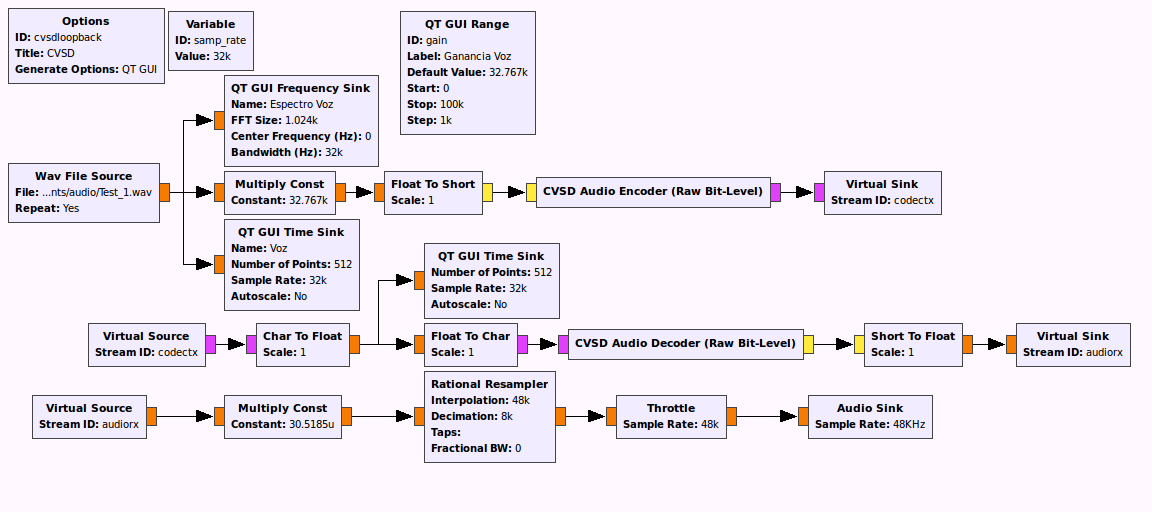 Options
ID: cvsdloopback
Title: CVSD
Generate Options: QT GUI
Variable
ID: samp_rate
Value: 32k
QT GUI Range
ID: gain
Label: Ganancia Voz
Default Value: 32.767k
Start: 0
Stop: 100k
Step: 1k
QT GUI Frequency Sink
Name: Espectro Voz
FFT Size: 1.024k
Center Frequency (Hz): 0
Bandwidth (Hz): 32k
Wav File Source
File: ...nts/audio/Test_1.wav
Repeat: Yes
Multiply Const
Constant: 32.767k
Float To Short
Scale: 1
CVSD Audio Encoder (Raw Bit-Level)
Virtual Sink
Stream ID: codectx
QT GUI Time Sink
Name: Voz
Number of Points: 512
Sample Rate: 32k
Autoscale: No
QT GUI Time Sink
Number of Points: 512
Sample Rate: 32k
Autoscale: No
Virtual Source
Stream ID: codectx
Char To Float
Scale: 1
Float To Char
Scale: 1
CVSD Audio Decoder (Raw Bit-Level)
Short To Float
Scale: 1
Virtual Sink
Stream ID: audiorx
Virtual Source
Stream ID: audiorx
Multiply Const
Constant: 30.5185u
Rational Resampler
Interpolation: 48k
Decimation: 8k
Taps:
Fractional BW: 0
Throttle
Sample Rate: 48k
Audio Sink
Sample Rate: 48KHz